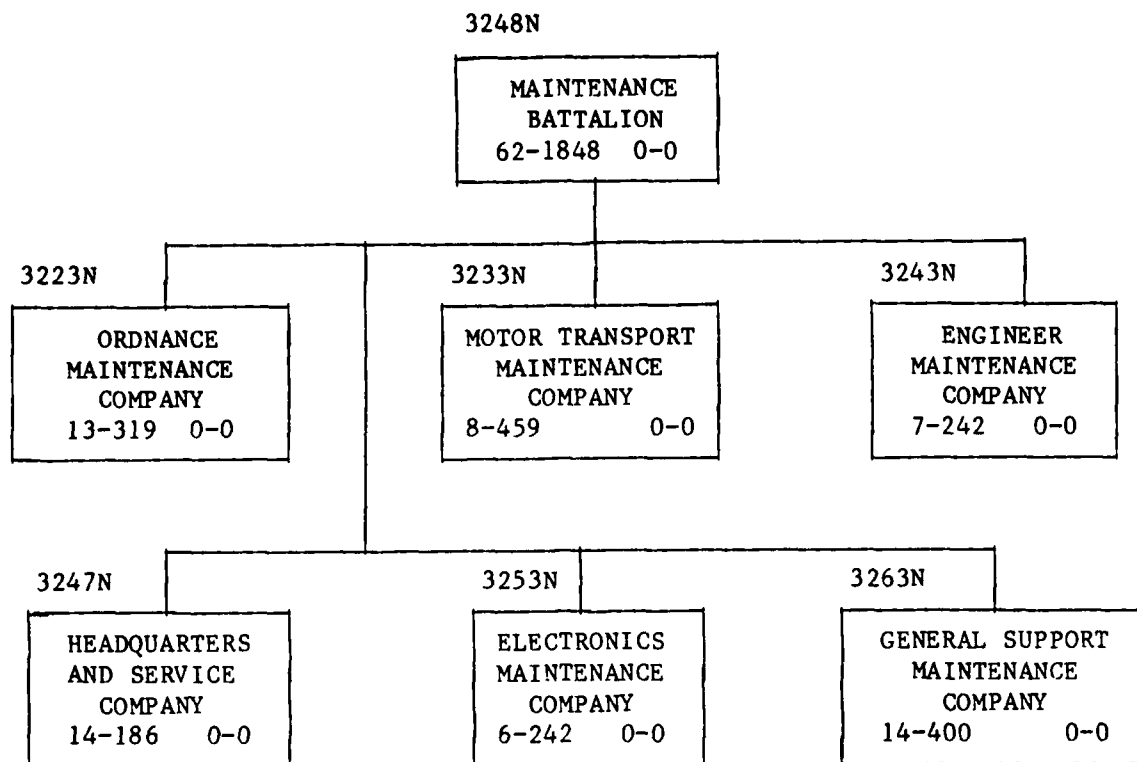 3248N
MAINTENANCE
BATTALION
62-1848 0-0
3223N
ORDNANCE
MAINTENANCE
COMPANY
13-319 0-0
3233N
MOTOR TRANSPORT
MAINTENANCE
COMPANY
8-459 0-0
3243N
ENGINEER
MAINTENANCE
COMPANY
7-242 0-0
3247N
HEADQUARTERS
AND SERVICE
COMPANY
14-186 0-0
3253N
ELECTRONICS
MAINTENANCE
COMPANY
6-242 0-0
3263N
GENERAL SUPPORT
MAINTENANCE
COMPANY
14-400 0-0